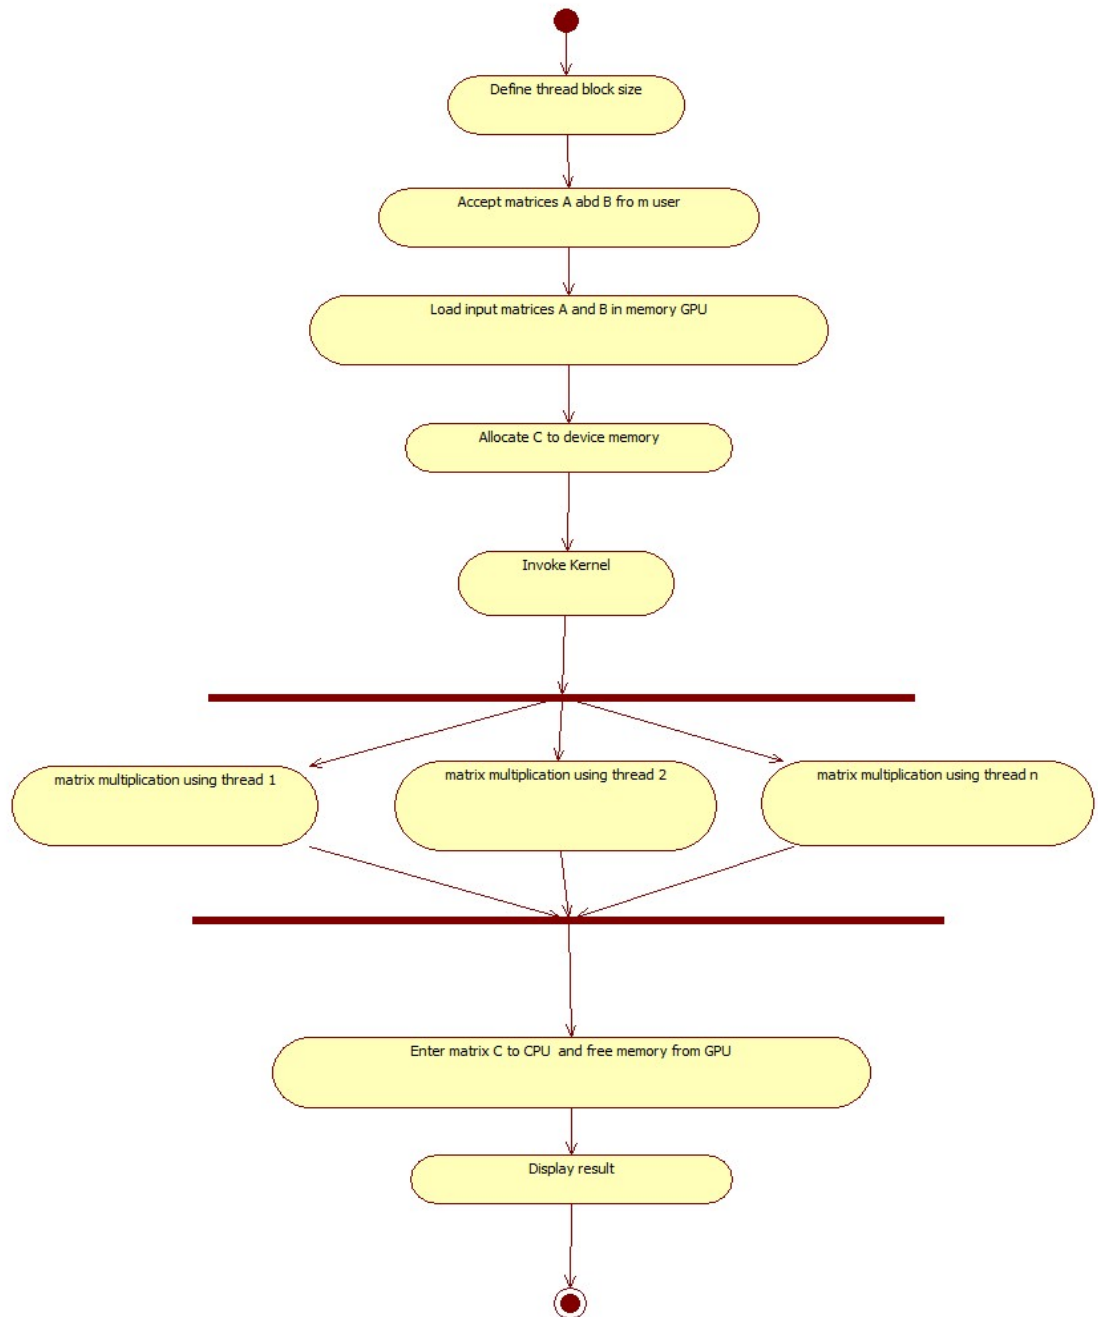 Define thread block size
Accept matrices A abd B fro m user
Load input matrices A and B in memory GPU
Allocate C to device memory
Invoke Kernel
matrix multiplication using thread 1
matrix multiplication using thread 2
matrix multiplication using thread n
Enter matrix C to CPU  and free memory from GPU
Display result